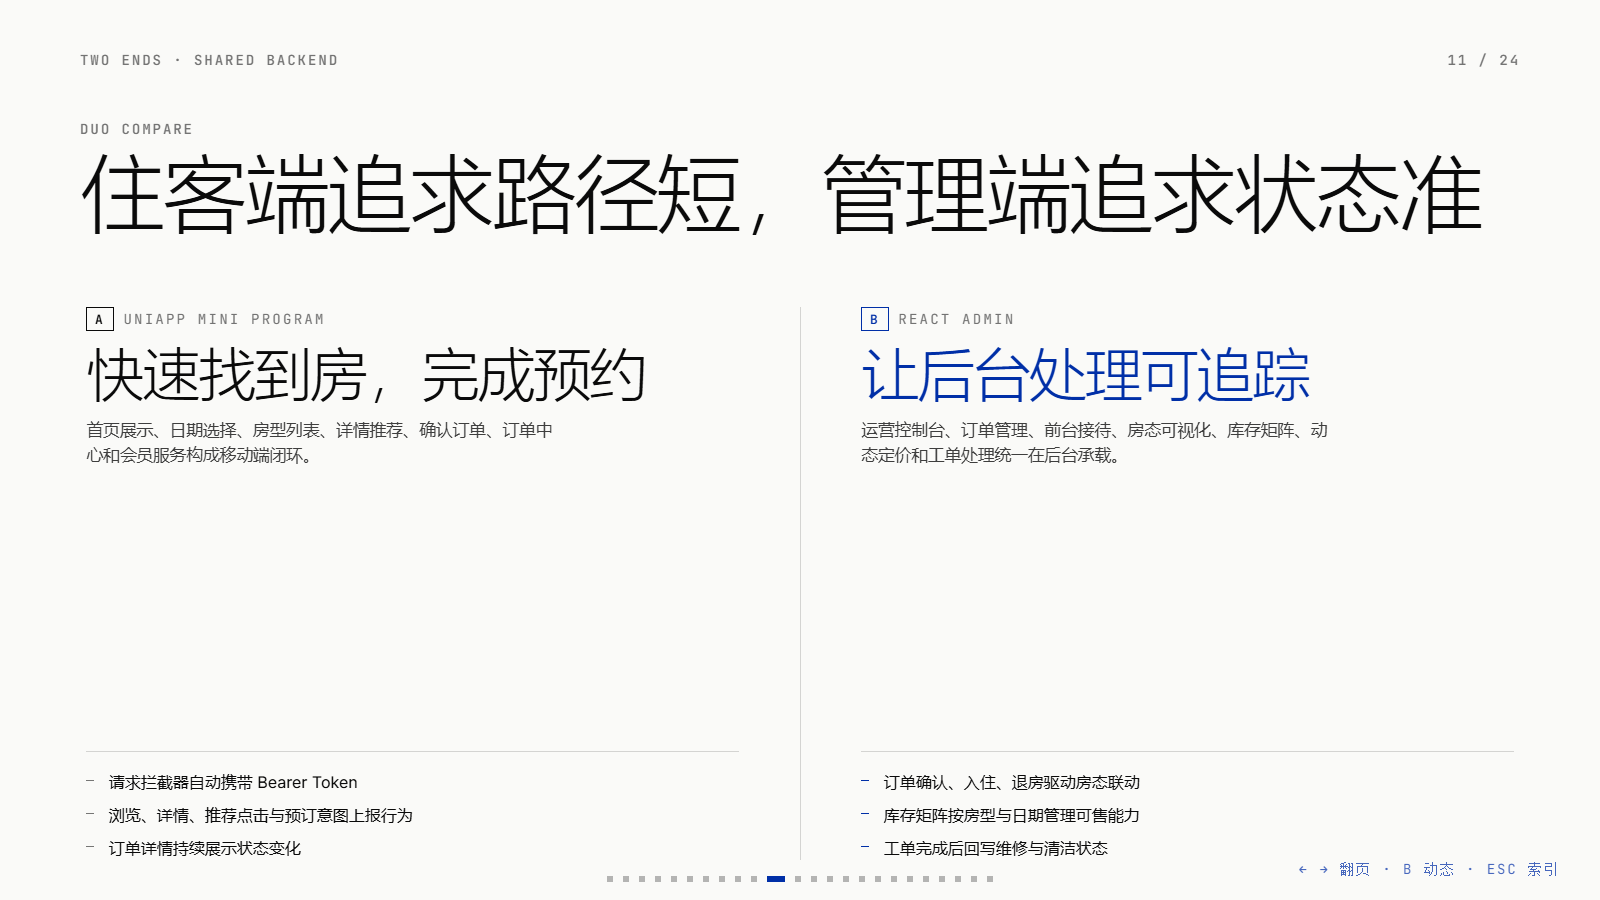 TWO ENDS · SHARED BACKEND
11 / 24
DUO COMPARE
住客端追求路径短，管理端追求状态准
A UNIAPP MINI PROGRAM
快速找到房，完成预约
首页展示、日期选择、房型列表、详情推荐、确认订单、订单中
心和会员服务构成移动端闭环。
– 请求拦截器自动携带 Bearer Token
– 浏览、详情、推荐点击与预订意图上报行为
– 订单详情持续展示状态变化
B REACT ADMIN
让后台处理可追踪
运营控制台、订单管理、前台接待、房态可视化、库存矩阵、动
态定价和工单处理统一在后台承载。
– 订单确认、入住、退房驱动房态联动
– 库存矩阵按房型与日期管理可售能力
– 工单完成后回写维修与清洁状态
← → 翻页 · B 动态 · ESC 索引